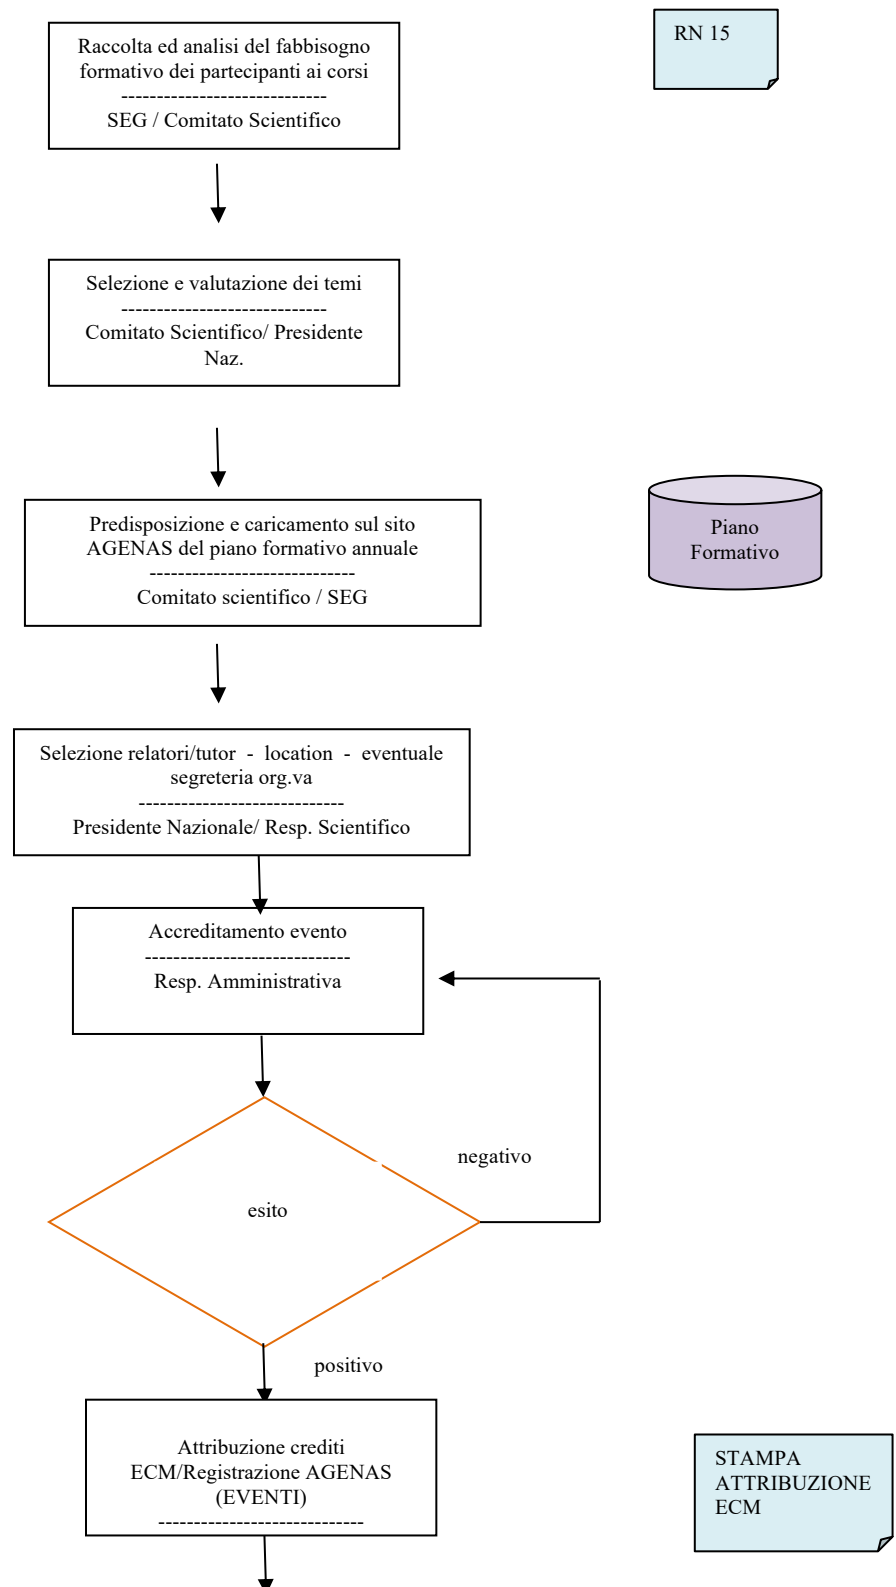 Raccolta ed analisi del fabbisogno
formativo dei partecipanti ai corsi
-----------------------------
SEG / Comitato Scientifico
RN 15
Selezione e valutazione dei temi
-----------------------------
Comitato Scientifico/ Presidente
Naz.
Predisposizione e caricamento sul sito
AGENAS del piano formativo annuale
-----------------------------
Comitato scientifico / SEG
Piano
Formativo
Selezione relatori/tutor - location - eventuale
segreteria org.va
-----------------------------
Presidente Nazionale/ Resp. Scientifico
Accreditamento evento
-----------------------------
Resp. Amministrativa
negativo
esito
positivo
Attribuzione crediti
ECM/Registrazione AGENAS
(EVENTI)
-----------------------------
STAMPA
ATTRIBUZIONE
ECM